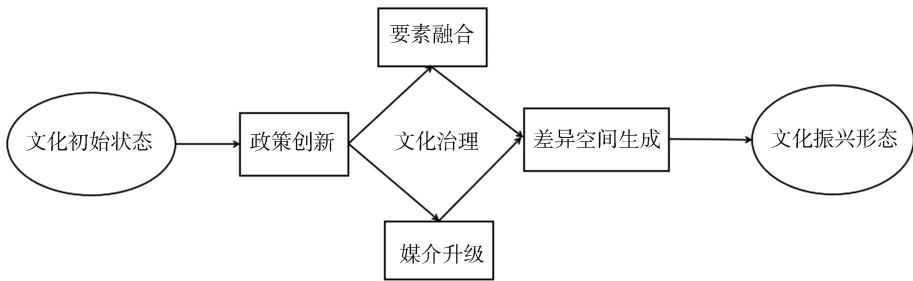 要素融合
文化初始状态
政策创新
文化治理
差异空间生成
文化振兴形态
媒介升级